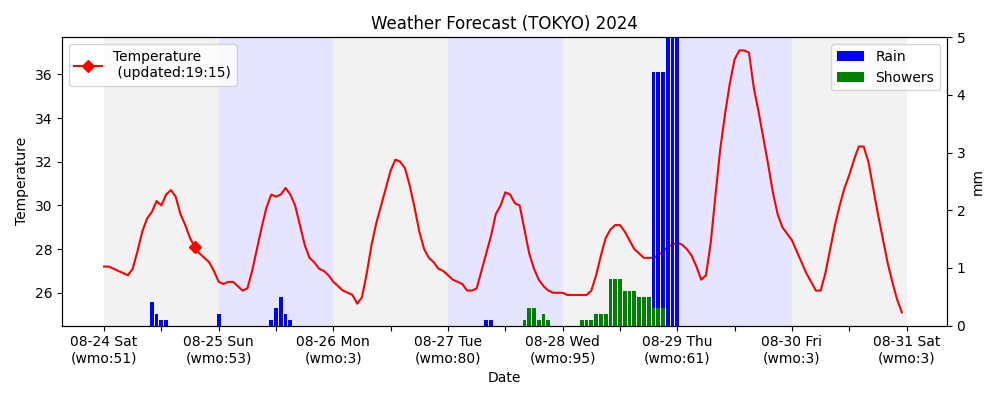 Weather Forecast (TOKYO) 2024
Temperature
(updated:19:15)
Rain
Showers
Temperature
36
34
32
30
28
26
5
4
3
2
1
0
mm
08-24 Sat
(wmo:51)
08-25 Sun
(wmo:53)
08-26 Mon
(wmo:3)
08-27 Tue
(wmo:80)
08-28 Wed
(wmo:95)
08-29 Thu
(wmo:61)
08-30 Fri
(wmo:3)
08-31 Sat
(wmo:3)
Date